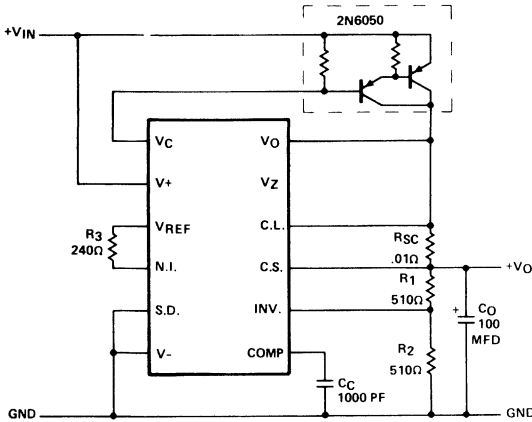 2N6050
+VIN
VC
VO
V+
VZ
VREF
C.L.
R3
240Ω
RSC
.01Ω
N.I.
C.S.
+VO
R1
510Ω
S.D.
INV.
+
CO
100
MFD
V-
COMP
R2
510Ω
CC
1000 PF
GND
GND